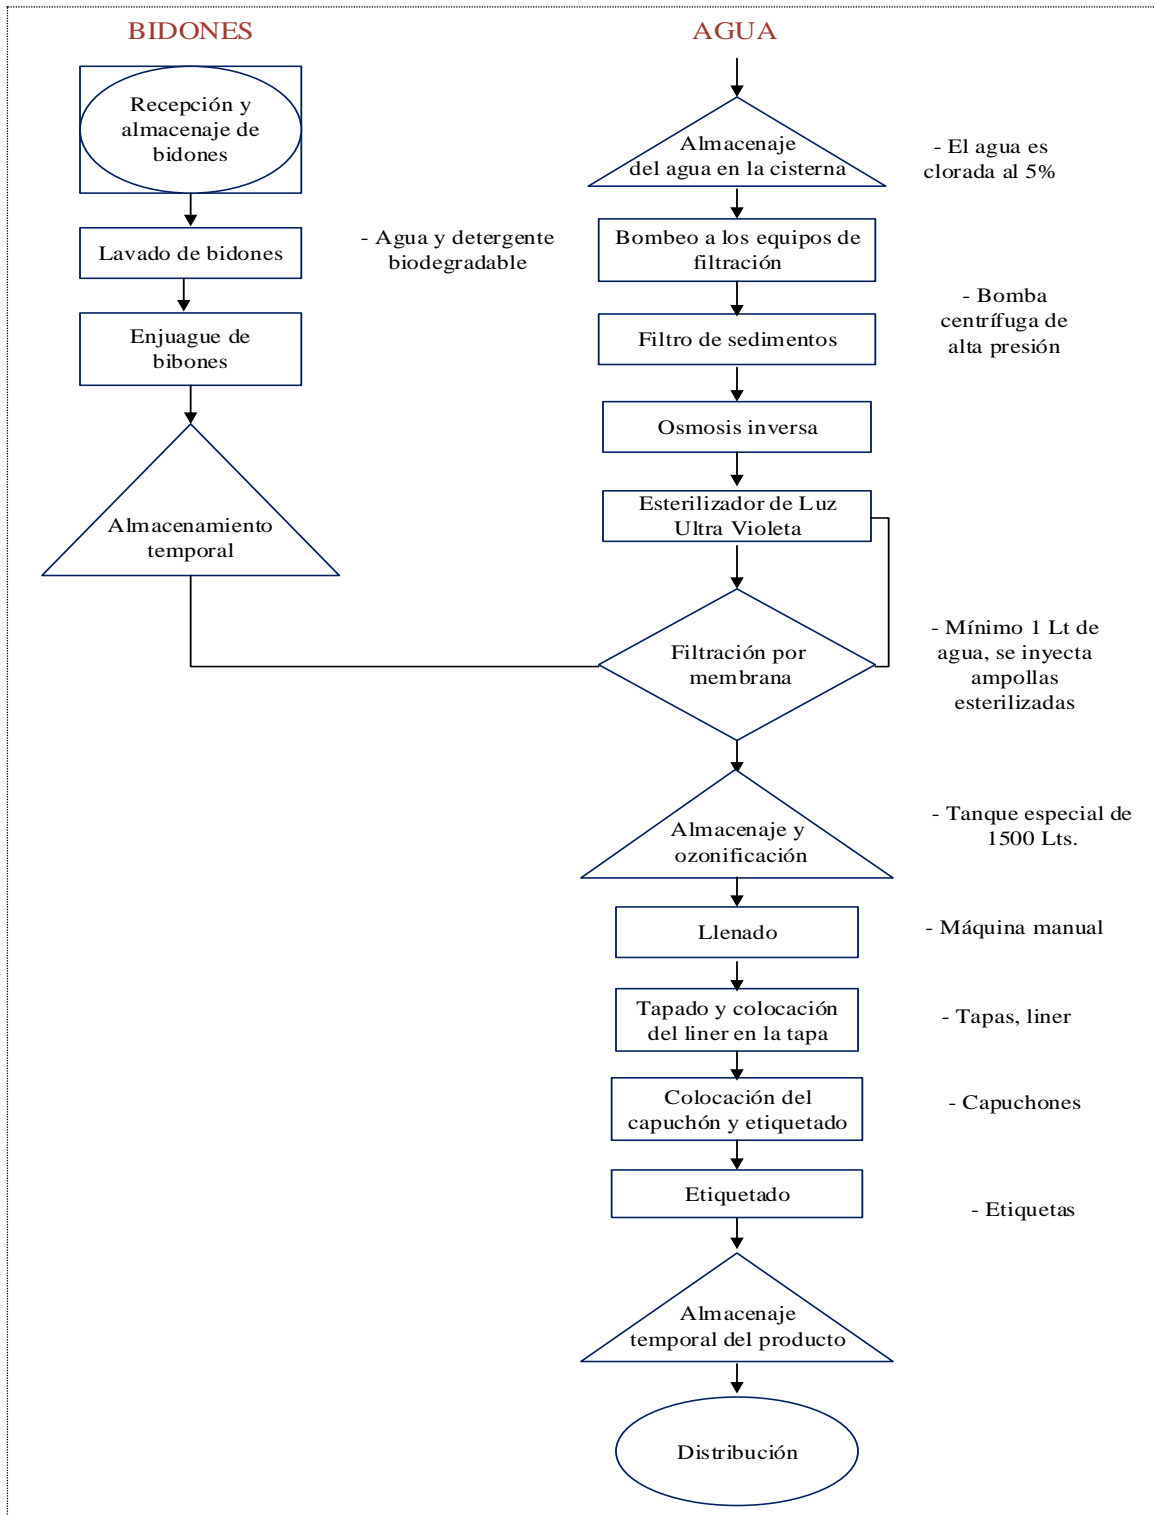 BIDONES
Recepción y
almacenaje de
bidones
Lavado de bidones
- Agua y detergente
biodegradable
Enjuague de
bibones
Almacenamiento
temporal
AGUA
Almacenaje
del agua en la cisterna
- El agua es
clorada al 5%
Bombeo a los equipos de
filtración
- Bomba
centrífuga de
alta presión
Filtro de sedimentos
Osmosis inversa
Esterilizador de Luz
Ultra Violeta
Filtración por
membrana
- Mínimo 1 Lt de
agua, se inyecta
ampollas
esterilizadas
Almacenaje y
ozonificación
- Tanque especial de
1500 Lts.
Llenado
- Máquina manual
Tapado y colocación
del liner en la tapa
- Tapas, liner
Colocación del
capuchón y etiquetado
- Capuchones
Etiquetado
- Etiquetas
Almacenaje
temporal del producto
Distribución